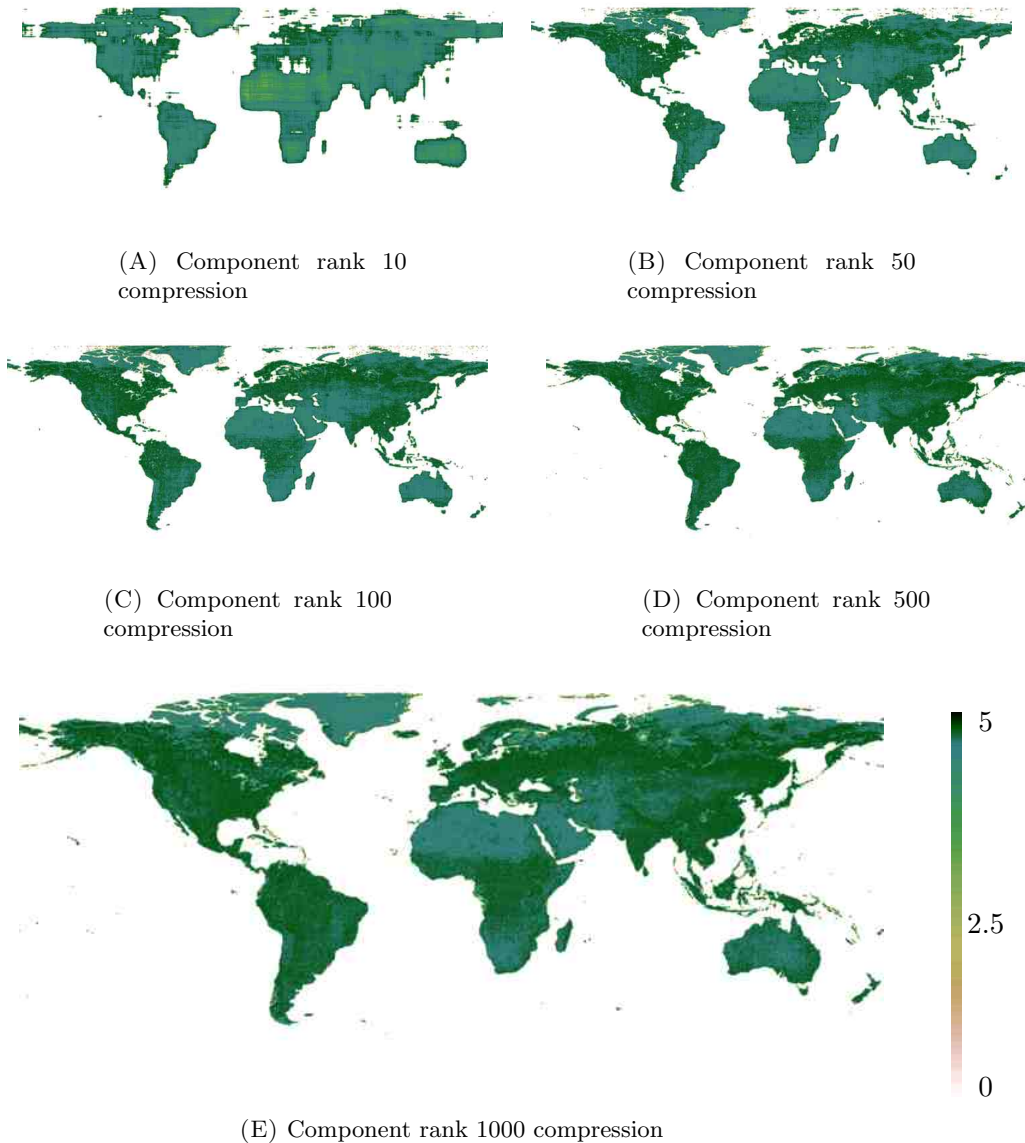 (A) Component rank 10
compression
(B) Component rank 50
compression
(C) Component rank 100
compression
(D) Component rank 500
compression
5
2.5
0
(E) Component rank 1000 compression